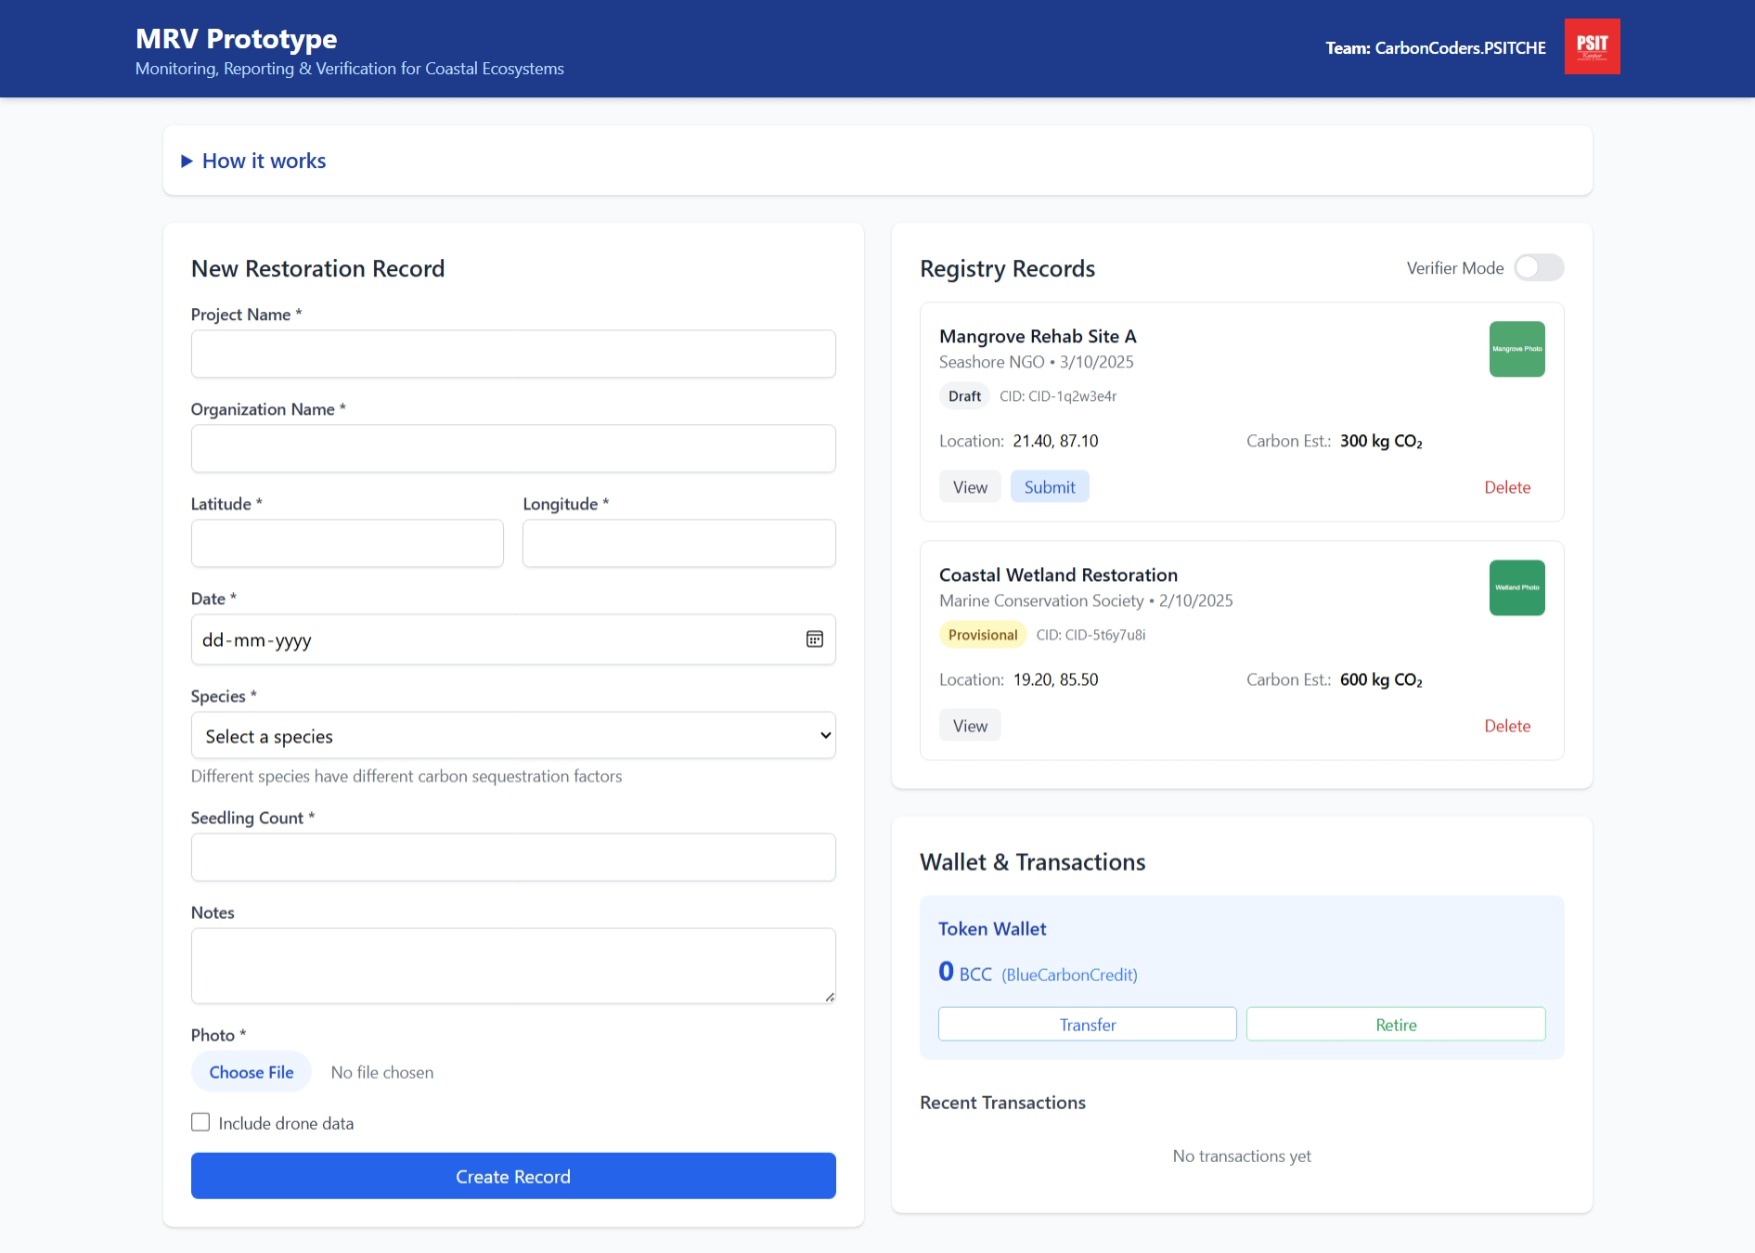 MRV Prototype
Monitoring, Reporting & Verification for Coastal Ecosystems
Team: CarbonCoders.PSITCHE
PSIT
▶ How it works
New Restoration Record
Project Name *
Organization Name *
Latitude *
Longitude *
Date *
dd-mm-yyyy
Species *
Select a species
Different species have different carbon sequestration factors
Seedling Count *
Notes
Photo *
Choose File No file chosen
Include drone data
Create Record
Registry Records
Verifier Mode
Mangrove Rehab Site A
Seashore NGO • 3/10/2025
Mangrove Photo
Draft CID: CID-1q2w3e4r
Location: 21.40, 87.10
Carbon Est.: 300 kg CO₂
View Submit Delete
Coastal Wetland Restoration
Marine Conservation Society • 2/10/2025
Wetland Photo
Provisional CID: CID-5t6y7u8i
Location: 19.20, 85.50
Carbon Est.: 600 kg CO₂
View Delete
Wallet & Transactions
Token Wallet
0 BCC (BlueCarbonCredit)
Transfer Retire
Recent Transactions
No transactions yet